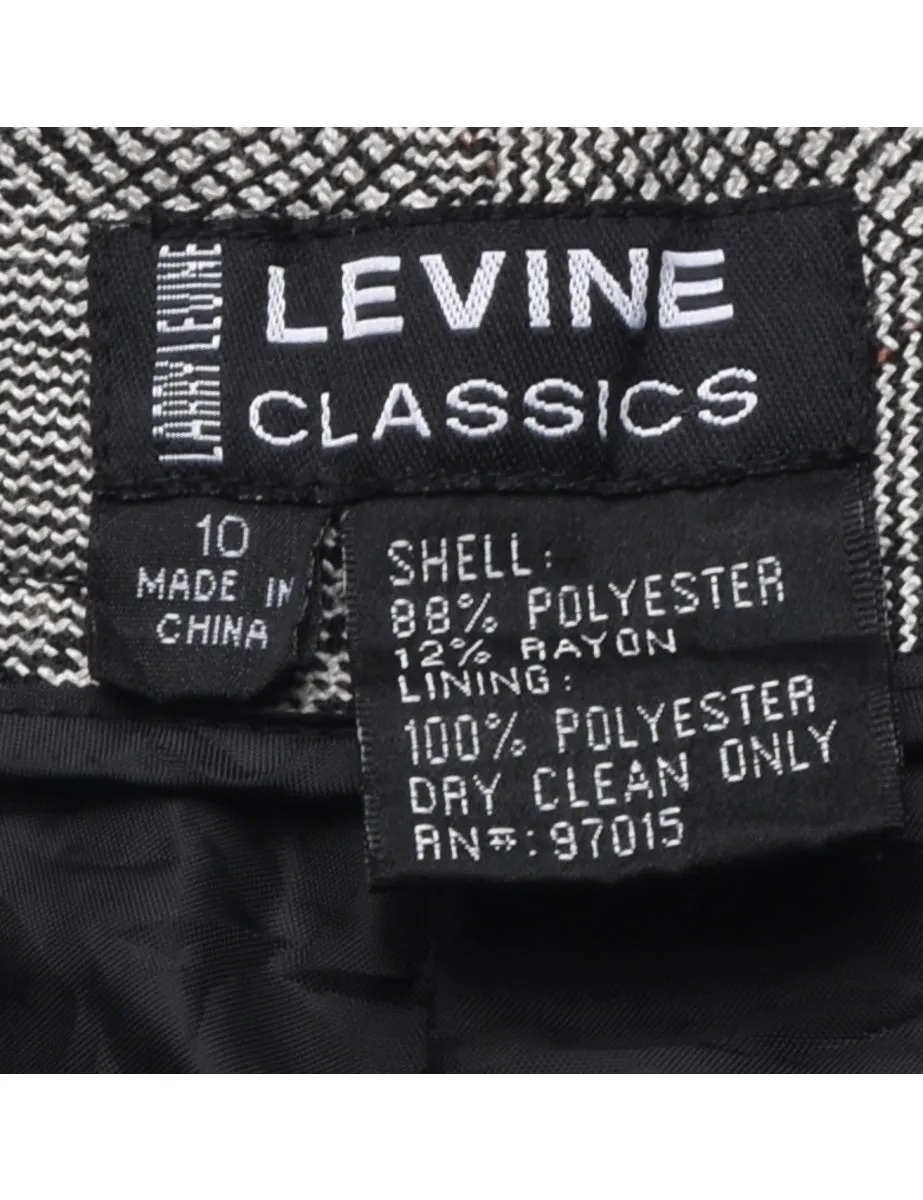 LARRY LEVINE
LEVINE
CLASSICS
10
MADE IN
CHINA
SHELL:
88% POLYESTER
12% RAYON
LINING:
100% POLYESTER
DRY CLEAN ONLY
RN#:97015